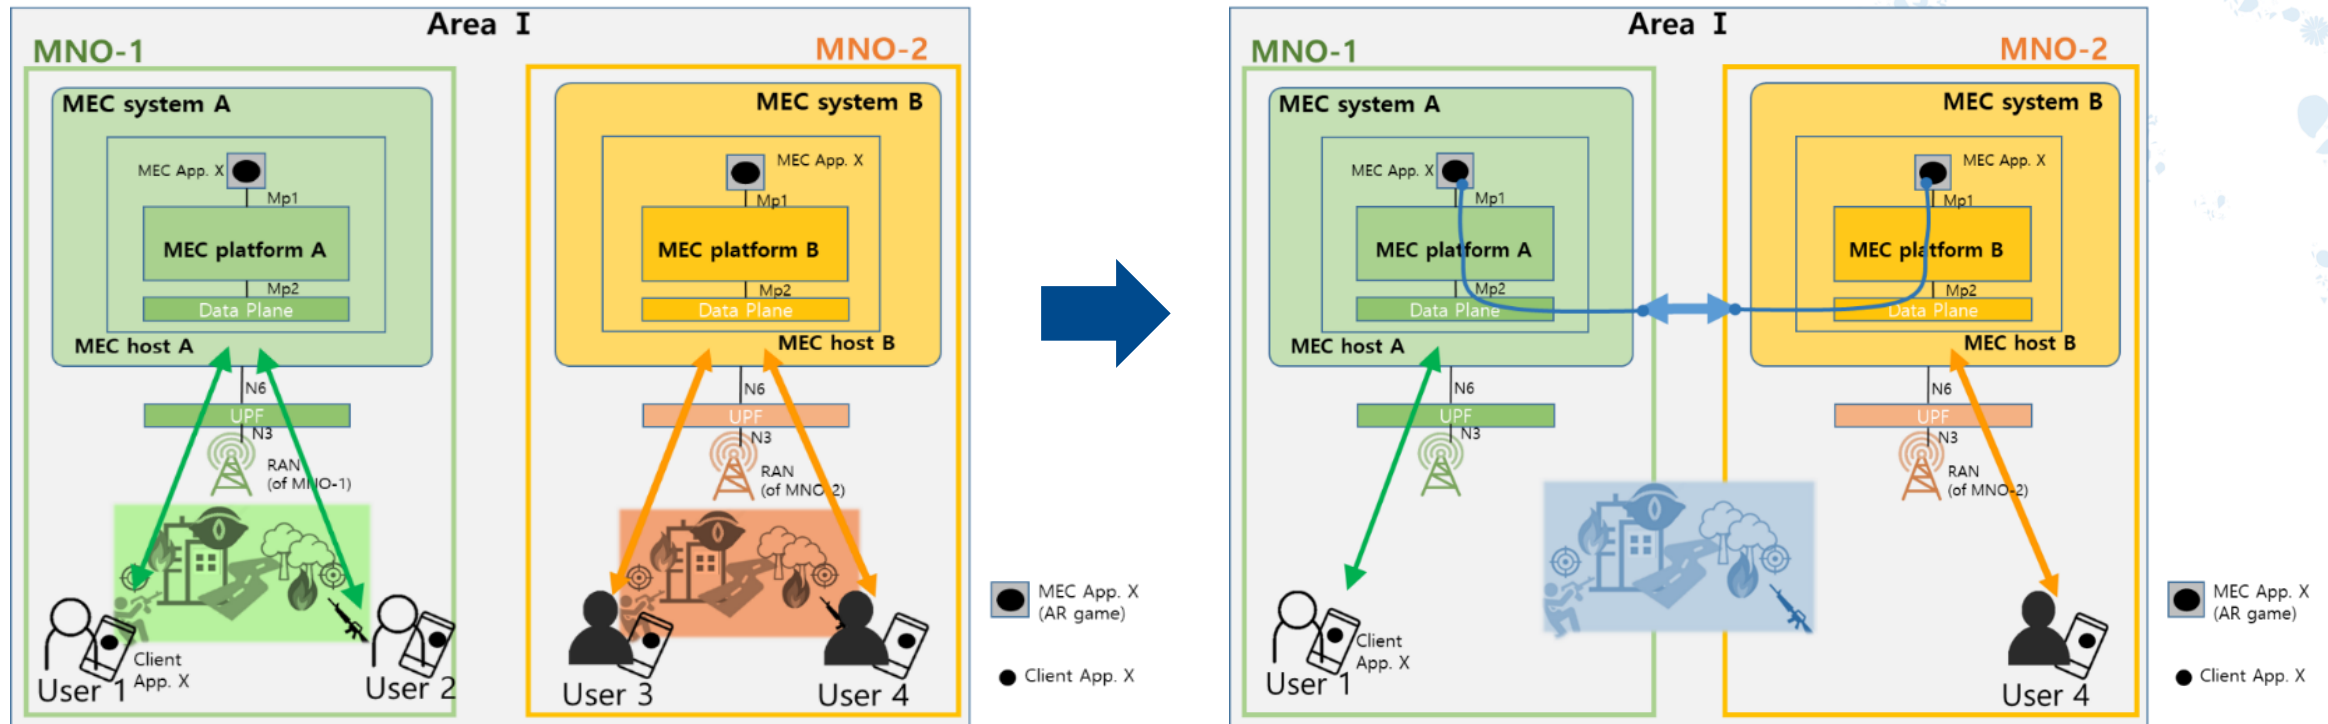 Area I
MNO-1
MNO-2
MEC system A
MEC App. X
Mp1
MEC platform A
Mp2
Data Plane
MEC host A
N6
UPF
N3
RAN
(of MNO-1)
Client
App. X
User 1
User 2
MEC system B
MEC App. X
Mp1
MEC platform B
Mp2
Data Plane
MEC host B
N6
UPF
N3
RAN
(of MNO-2)
User 3
User 4
MEC App. X
(AR game)
Client App. X
Area I
MNO-1
MNO-2
MEC system A
MEC App. X
Mp1
MEC platform A
Mp2
Data Plane
MEC host A
N6
UPF
N3
Client
App. X
User 1
MEC system B
MEC App. X
Mp1
MEC platform B
Mp2
Data Plane
MEC host B
N6
UPF
N3
RAN
(of MNO-2)
User 4
MEC App. X
(AR game)
Client App. X